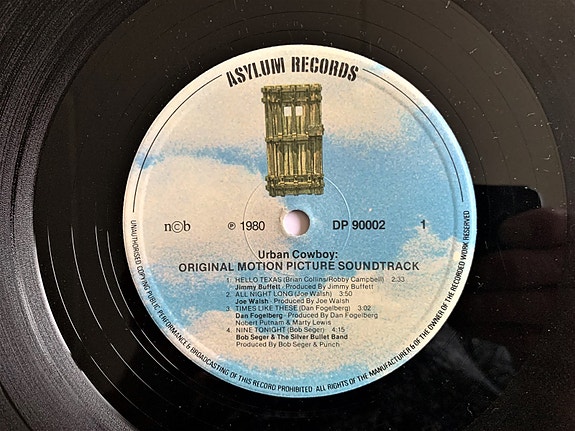 ASYLUM RECORDS
n©b
℗ 1980
DP 90002
1
Urban Cowboy:
ORIGINAL MOTION PICTURE SOUNDTRACK
1. HELLO TEXAS (Brian Collins/Robby Campbell) 2:33
Jimmy Buffett · Produced by Jimmy Buffett
2. ALL NIGHT LONG (Joe Walsh) 3:50
Joe Walsh · Produced by Joe Walsh
3. TIMES LIKE THESE (Dan Fogelberg) 3:02
Dan Fogelberg · Produced by Dan Fogelberg
Nobert Putnam & Marty Lewis
4. NINE TONIGHT (Bob Seger) 4:15
Bob Seger & The Silver Bullet Band
Produced by Bob Seger & Punch
UNAUTHORISED COPYING PUBLIC PERFORMANCE & BROADCASTING OF THIS RECORD PROHIBITED · ALL RIGHTS OF THE MANUFACTURER & OF THE OWNER OF THE RECORDED WORK RESERVED